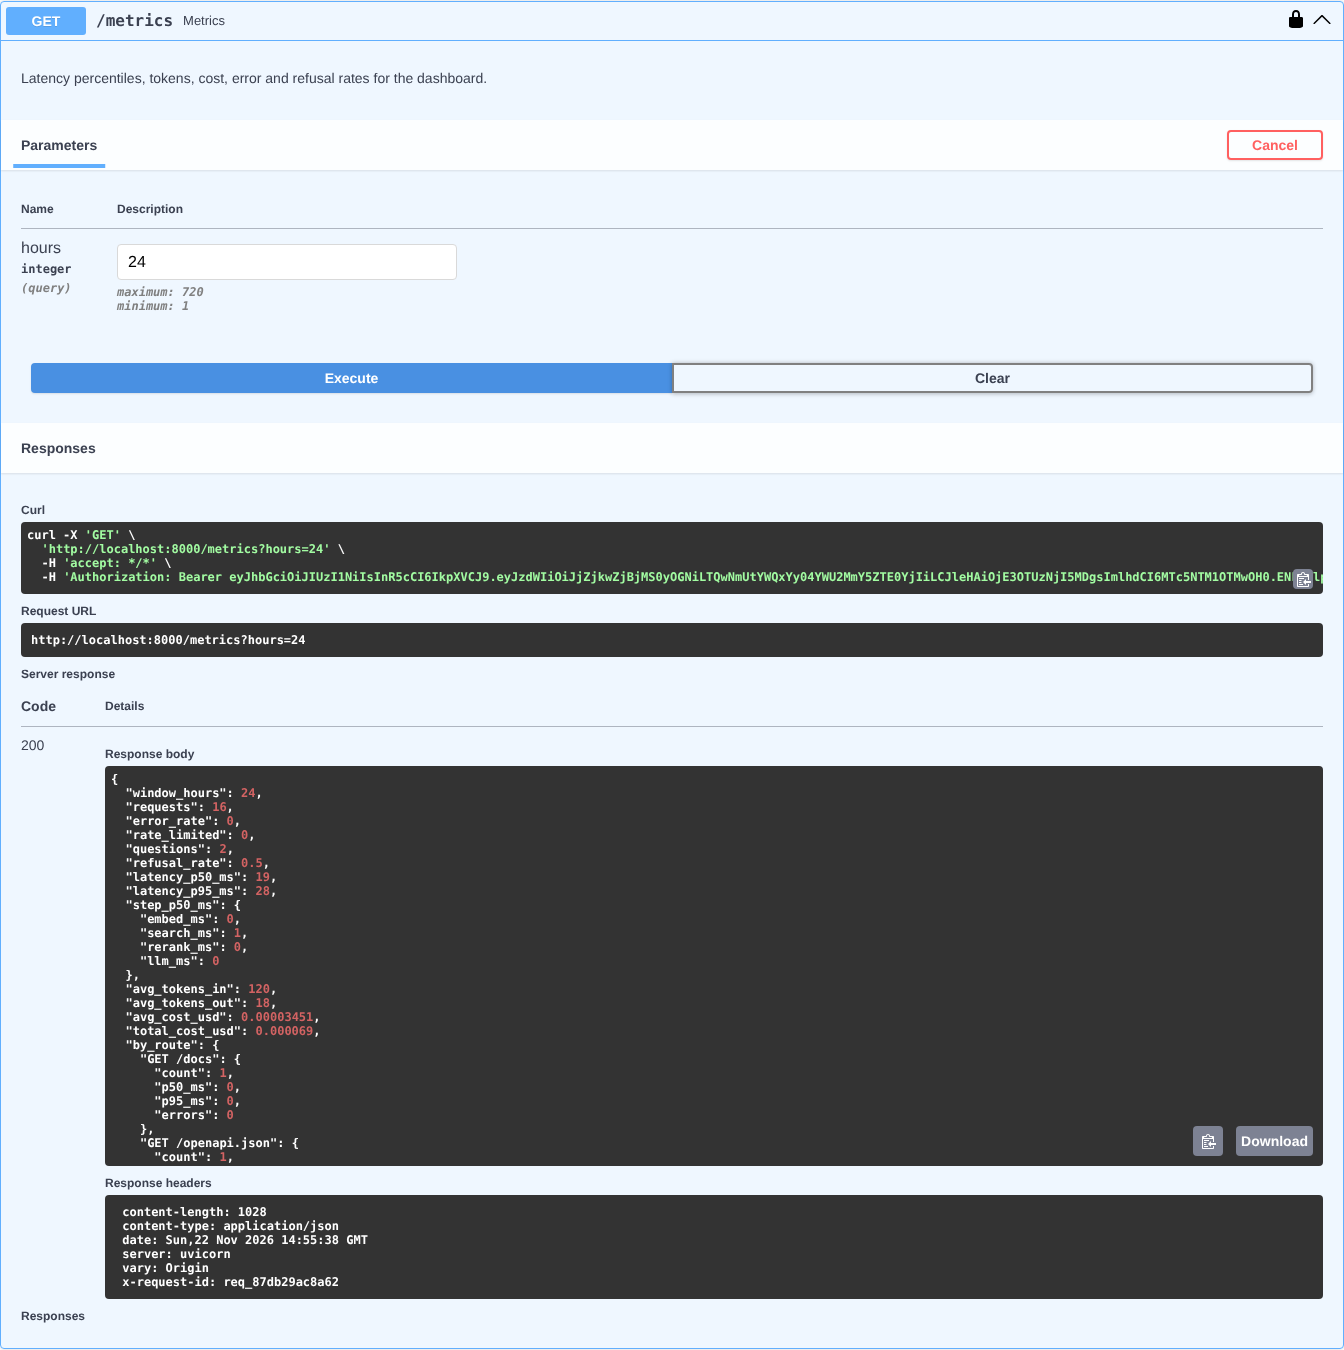 GET /metrics Metrics
Latency percentiles, tokens, cost, error and refusal rates for the dashboard.
Parameters
Cancel
Name Description
hours
integer
(query)
24
maximum: 720
minimum: 1
Execute
Clear
Responses
Curl
curl -X 'GET' \
  'http://localhost:8000/metrics?hours=24' \
  -H 'accept: */*' \
  -H 'Authorization: Bearer
Request URL
http://localhost:8000/metrics?hours=24
Server response
Code Details
200
Response body
{
  "window_hours": 24,
  "requests": 16,
  "error_rate": 0,
  "rate_limited": 0,
  "questions": 2,
  "refusal_rate": 0.5,
  "latency_p50_ms": 19,
  "latency_p95_ms": 28,
  "step_p50_ms": {
    "embed_ms": 0,
    "search_ms": 1,
    "rerank_ms": 0,
    "llm_ms": 0
  },
  "avg_tokens_in": 120,
  "avg_tokens_out": 18,
  "avg_cost_usd": 0.00003451,
  "total_cost_usd": 0.000069,
  "by_route": {
    "GET /docs": {
      "count": 1,
      "p50_ms": 0,
      "p95_ms": 0,
      "errors": 0
    },
    "GET /openapi.json": {
      "count": 1,
Download
Response headers
content-length: 1028
content-type: application/json
date: Sun,22 Nov 2026 14:55:38 GMT
server: uvicorn
vary: Origin
x-request-id: req_87db29ac8a62
Responses